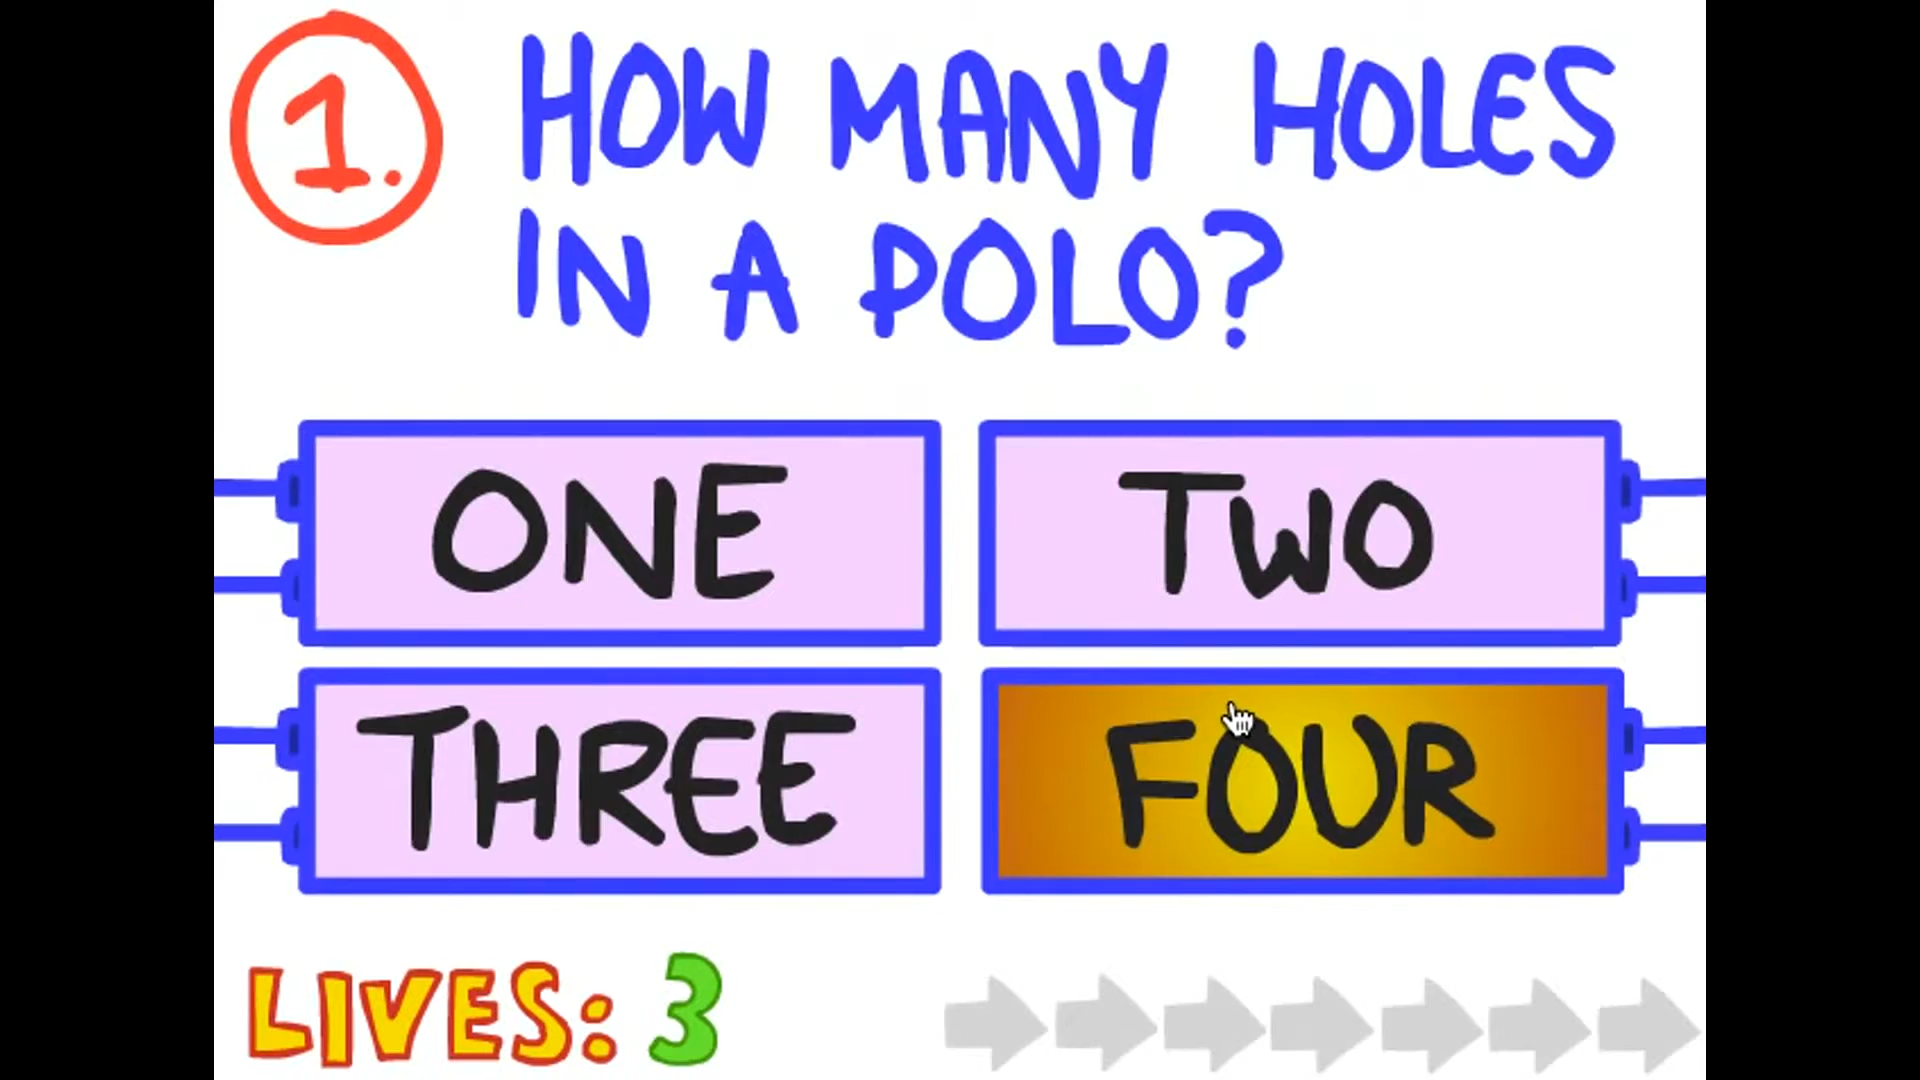 1. HOW MANY HOLES
IN A POLO?
ONE
TWO
THREE
FOUR
LIVES: 3